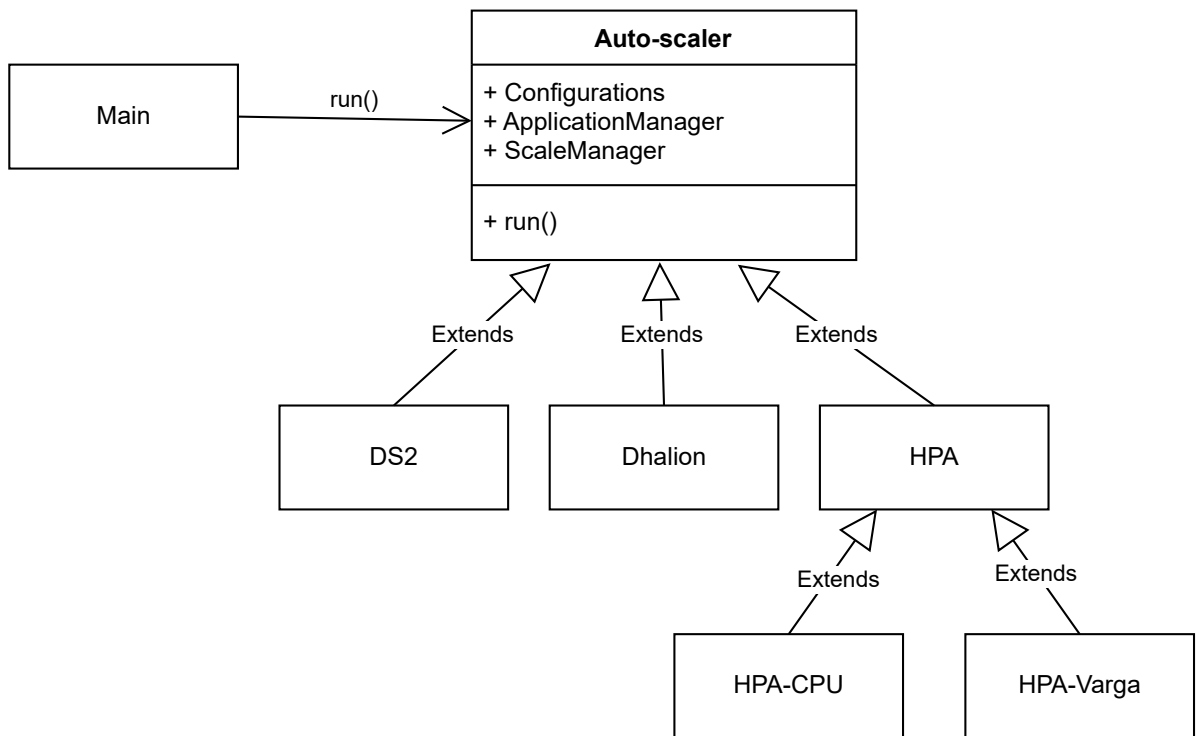 Auto-scaler
Main
run()
+ Configurations
+ ApplicationManager
+ ScaleManager
+ run()
Extends
Extends
Extends
DS2
Dhalion
HPA
Extends
Extends
HPA-CPU
HPA-Varga